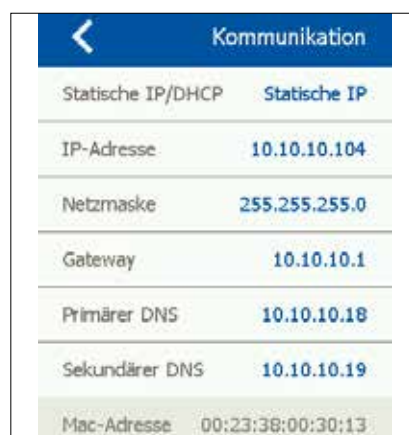 Kommunikation
Statische IP/DHCP Statische IP
IP-Adresse 10.10.10.104
Netzmaske 255.255.255.0
Gateway 10.10.10.1
Primärer DNS 10.10.10.18
Sekundärer DNS 10.10.10.19
Mac-Adresse 00:23:38:00:30:13